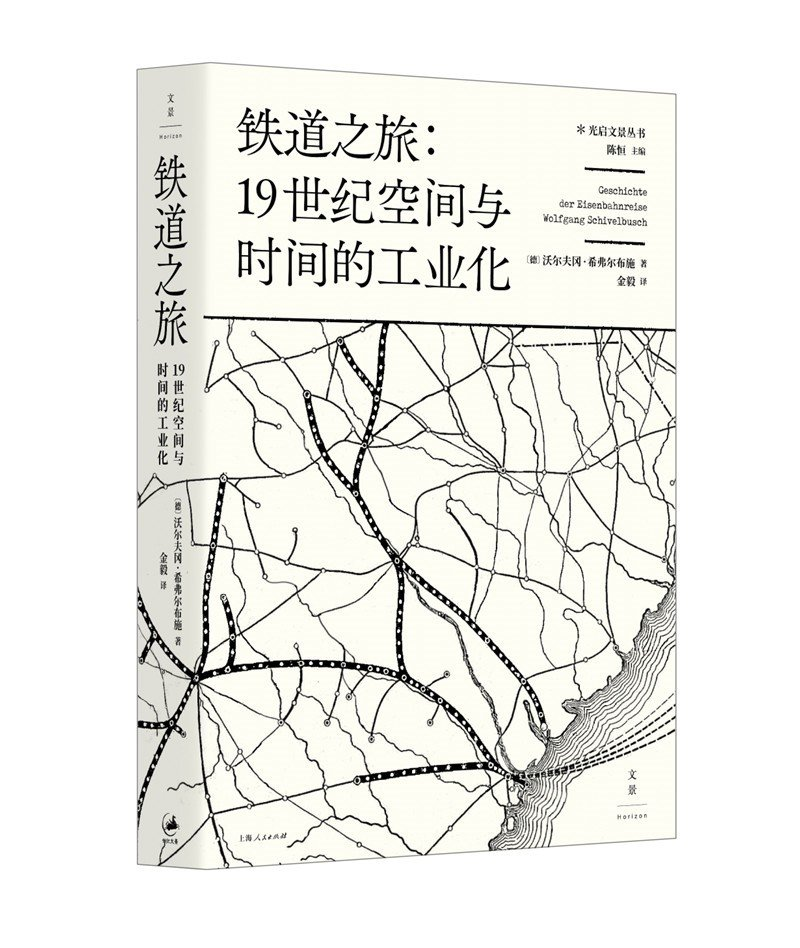 铁道之旅：
19世纪空间与
时间的工业化
＊光启文景丛书
陈恒 主编
Geschichte
der Eisenbahnreise
Wolfgang Schivelbusch
〔德〕沃尔夫冈·希弗尔布施 著
金毅 译
文景
Horizon
上海人民出版社
文景
Horizon
铁道之旅
19世纪空间与
时间的工业化
〔德〕沃尔夫冈·希弗尔布施 著
金毅 译
世纪文景